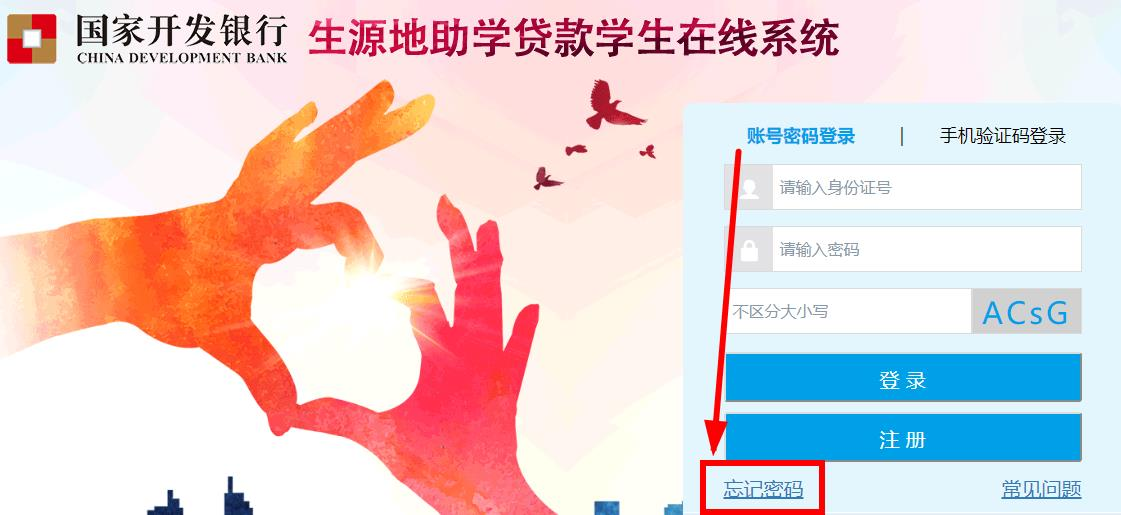 国家开发银行
CHINA DEVELOPMENT BANK
生源地助学贷款学生在线系统
账号密码登录 | 手机验证码登录
请输入身份证号
请输入密码
不区分大小写 ACsG
登 录
注 册
忘记密码 常见问题